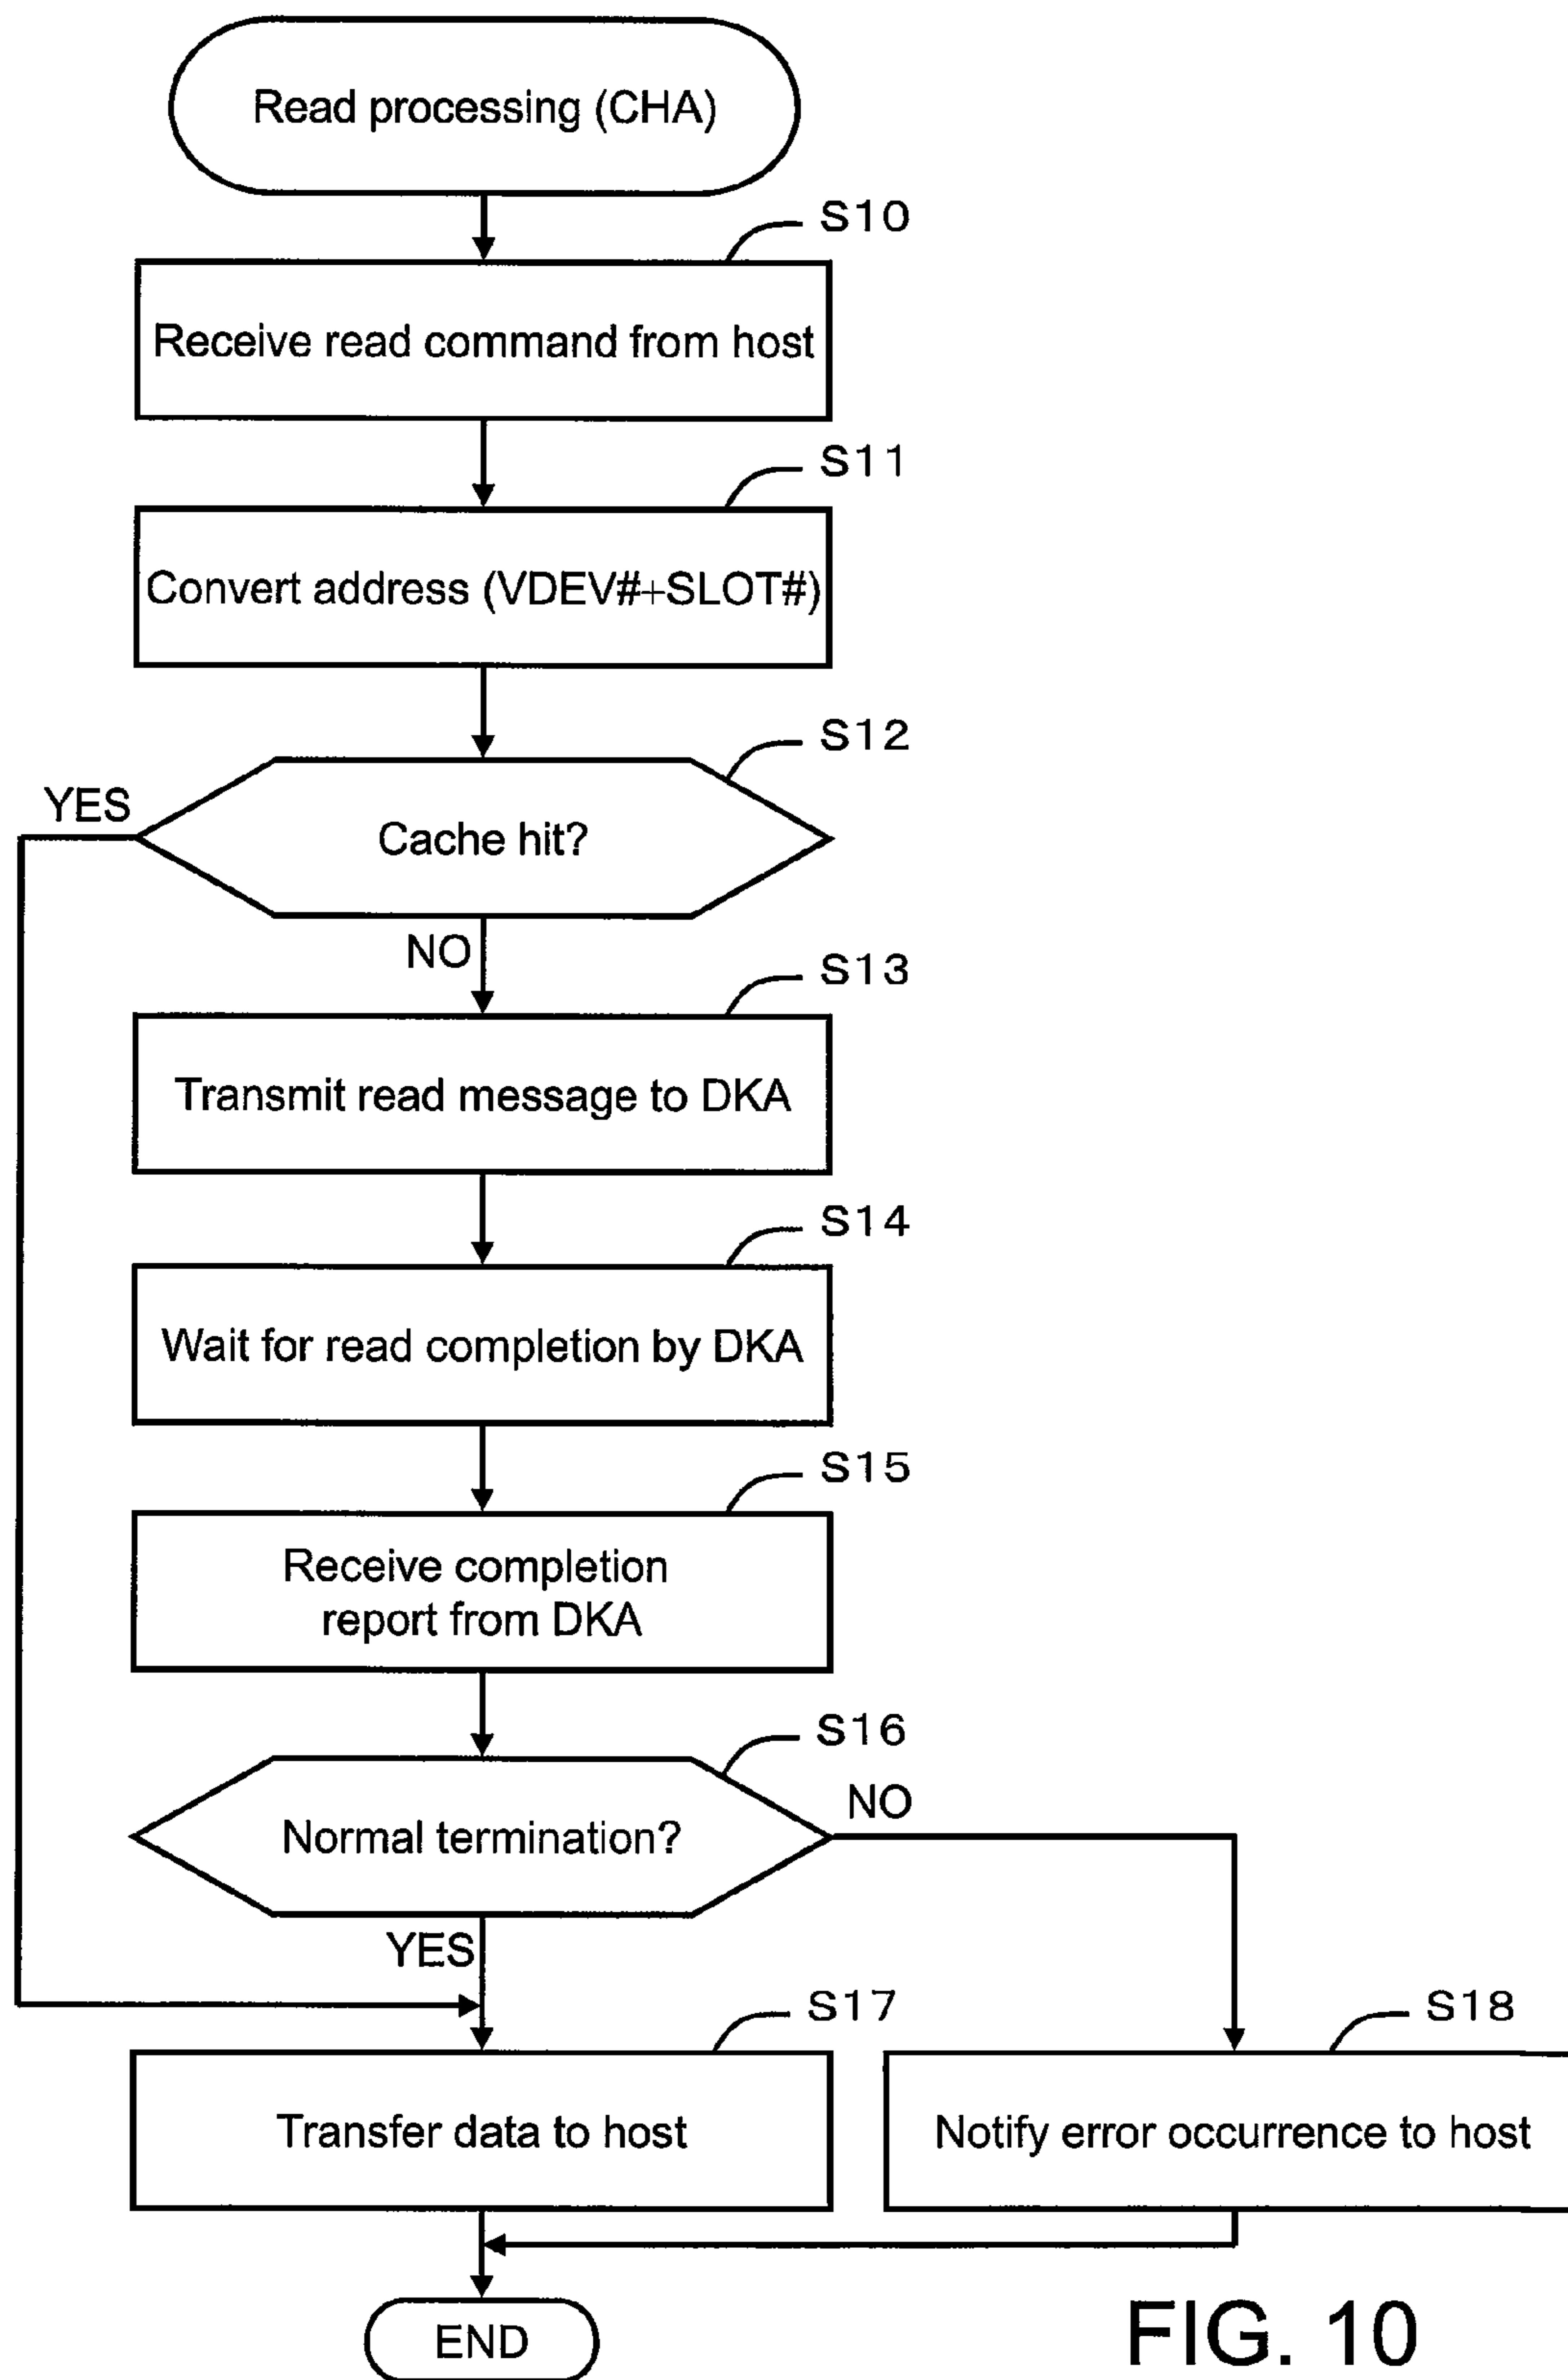 Read processing (CHA)
S10
Receive read command from host
S11
Convert address (VDEV#+SLOT#)
S12
YES
Cache hit?
NO
S13
Transmit read message to DKA
S14
Wait for read completion by DKA
S15
Receive completion
report from DKA
S16
NO
Normal termination?
YES
S17
S18
Transfer data to host
Notify error occurrence to host
END
FIG. 10